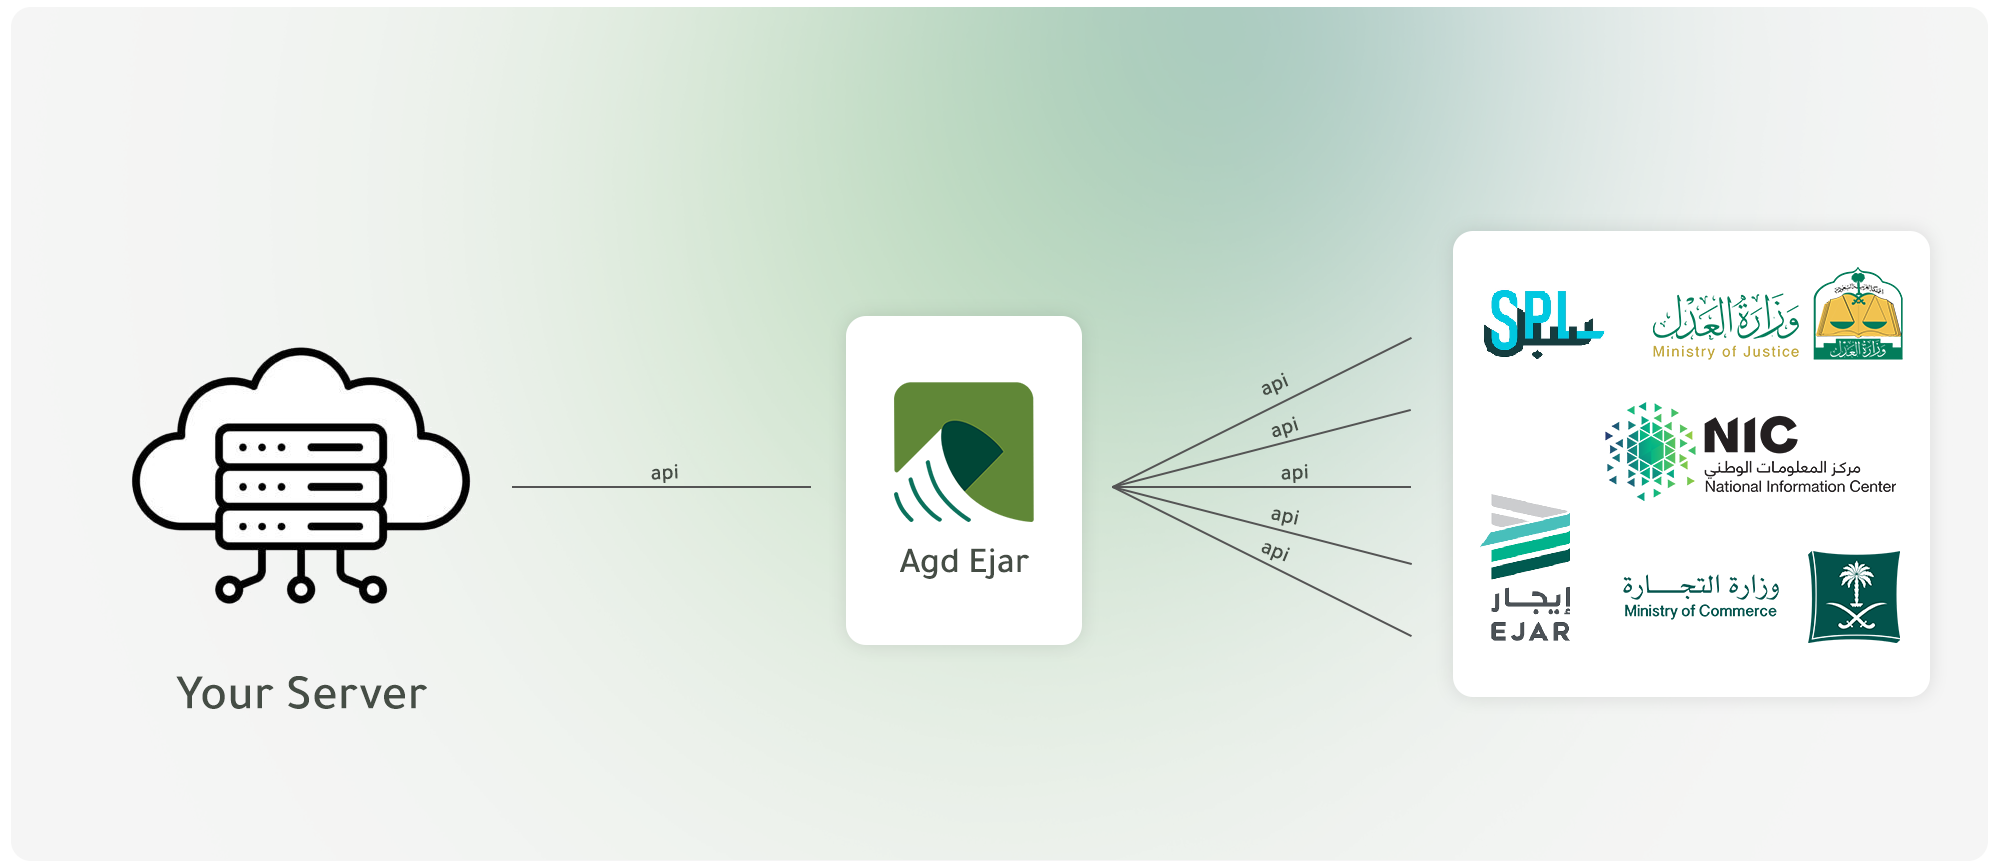 Your Server
api
Agd Ejar
api
api
api
api
api
SPL
سبل
وزارة العدل
Ministry of Justice
وزارة العدل
NIC
مركز المعلومات الوطني
National Information Center
إيجار
EJAR
وزارة التجارة
Ministry of Commerce